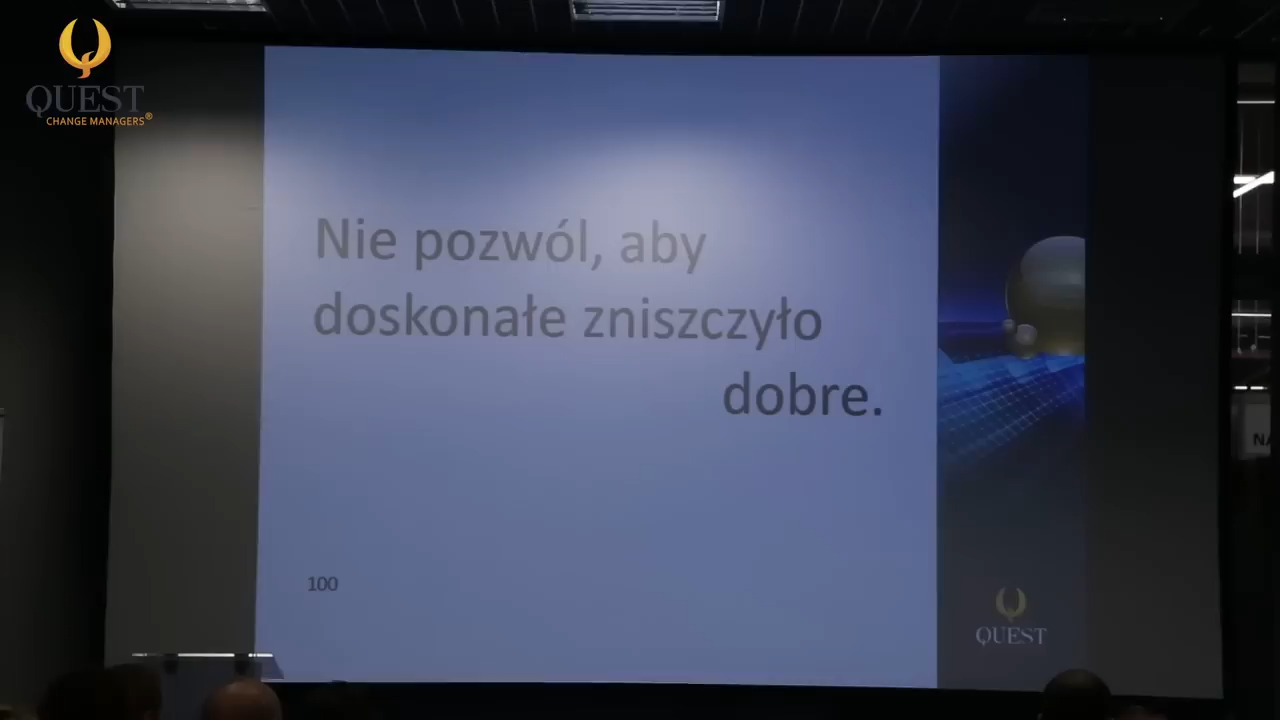 QUEST
CHANGE MANAGERS®
Nie pozwól, aby
doskonałe zniszczyło
dobre.
100
QUEST